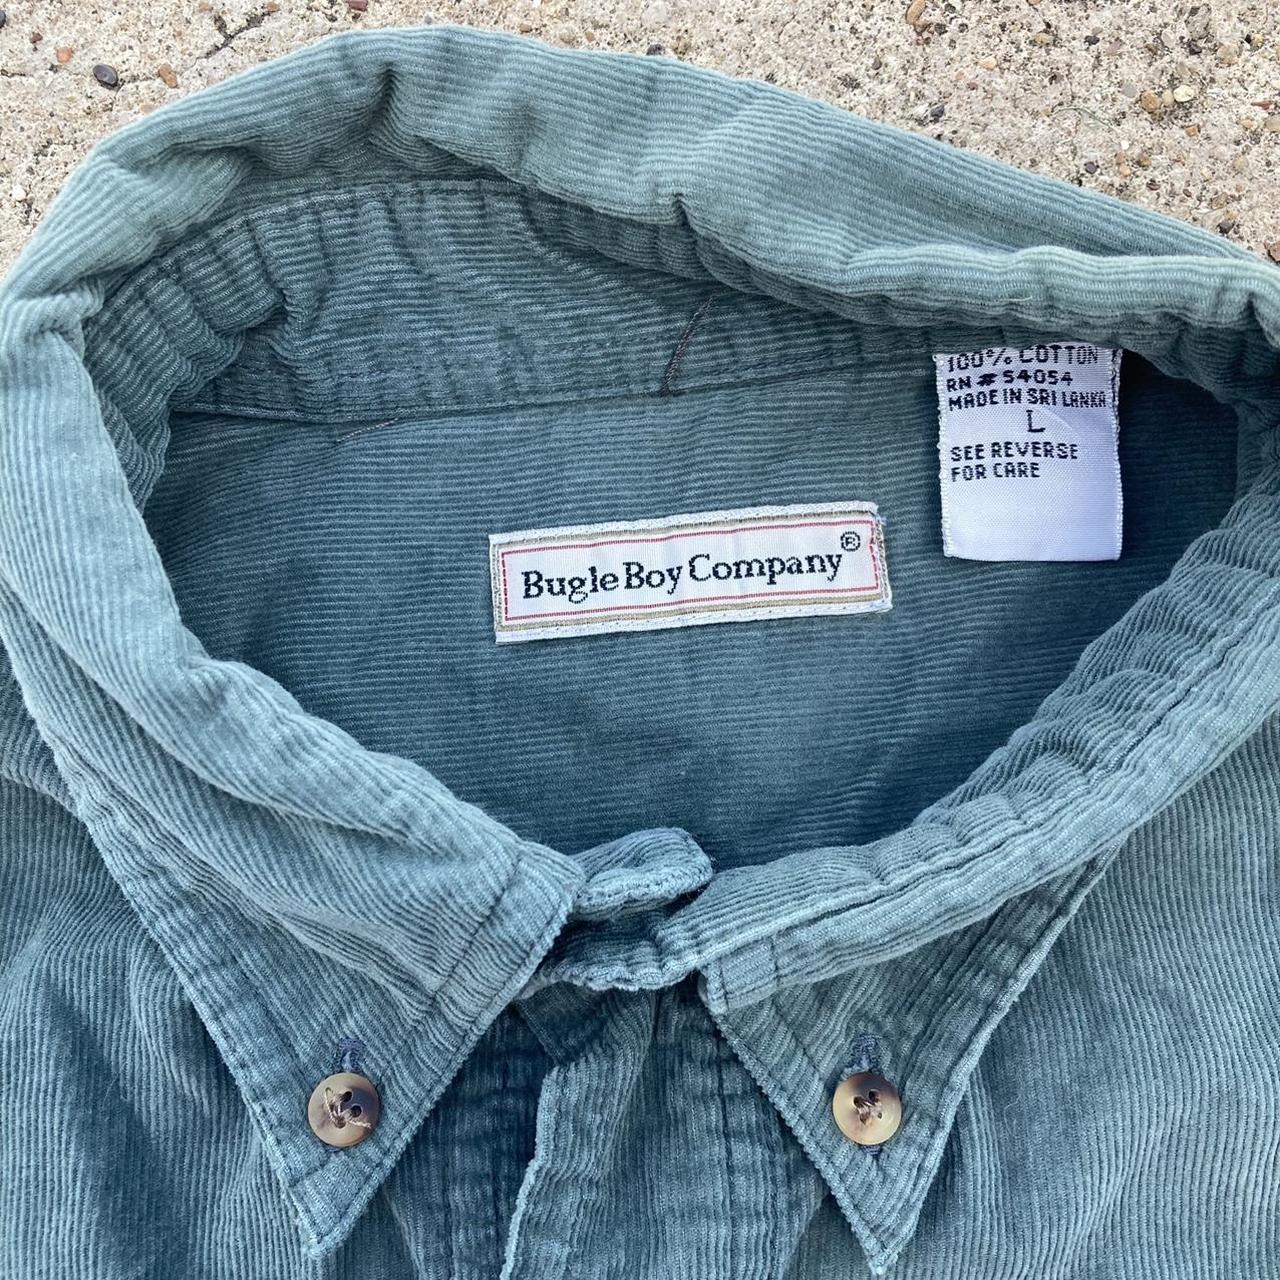 100% COTTON
RN # 54054
MADE IN SRI LANKA
L
SEE REVERSE
FOR CARE
Bugle Boy Company®